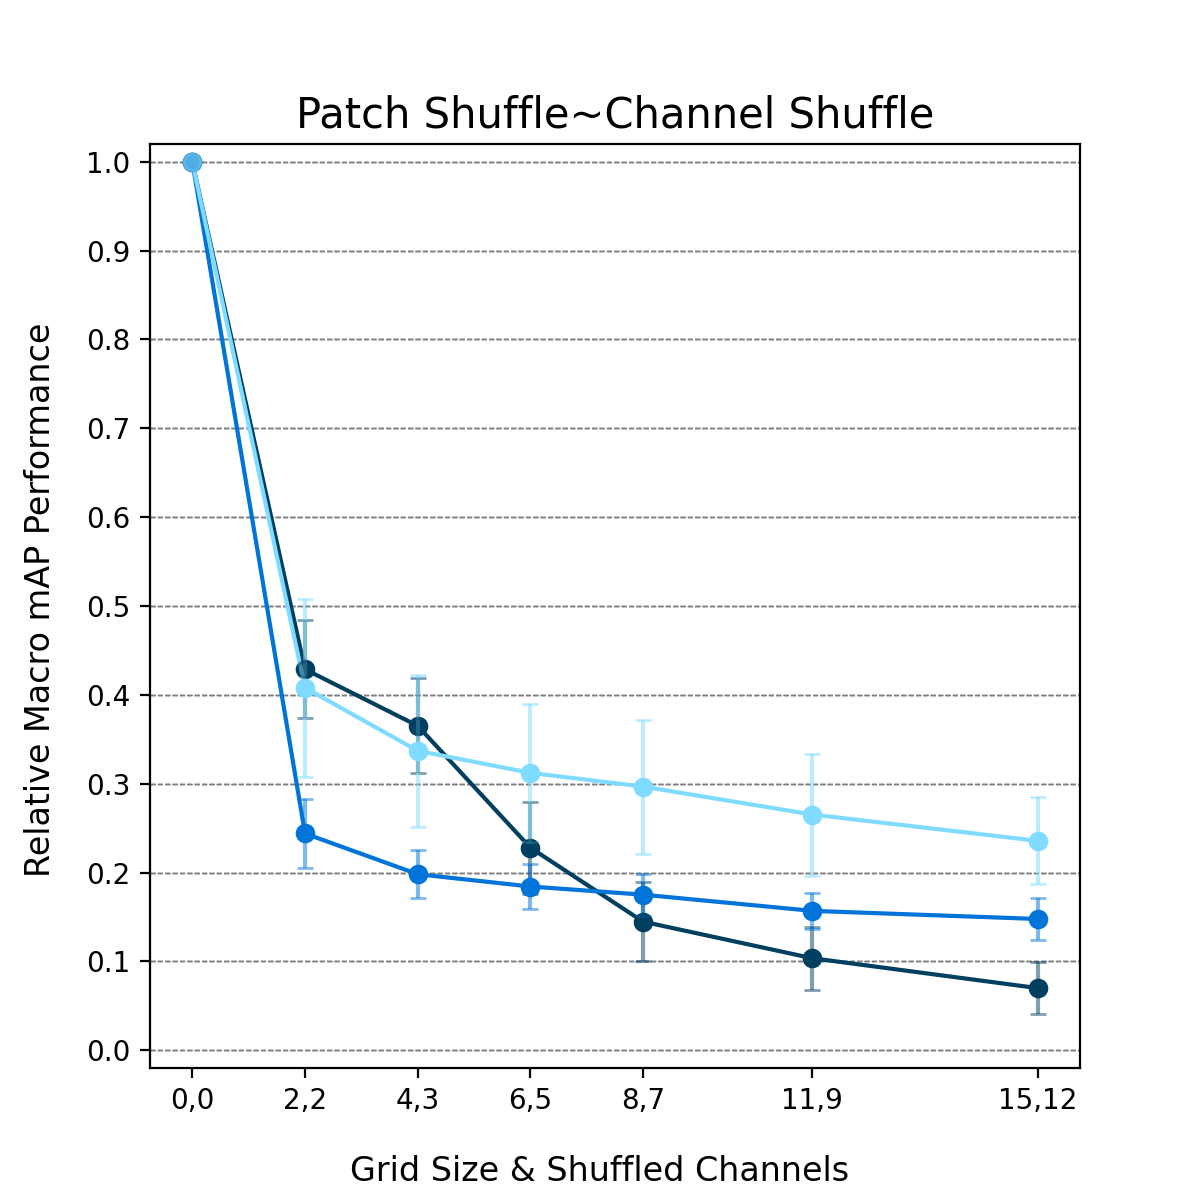 Patch Shuffle~Channel Shuffle
1.0
0.9
0.8
0.7
0.6
0.5
0.4
0.3
0.2
0.1
0.0
Relative Macro mAP Performance
0,0 2,2 4,3 6,5 8,7 11,9 15,12
Grid Size & Shuffled Channels